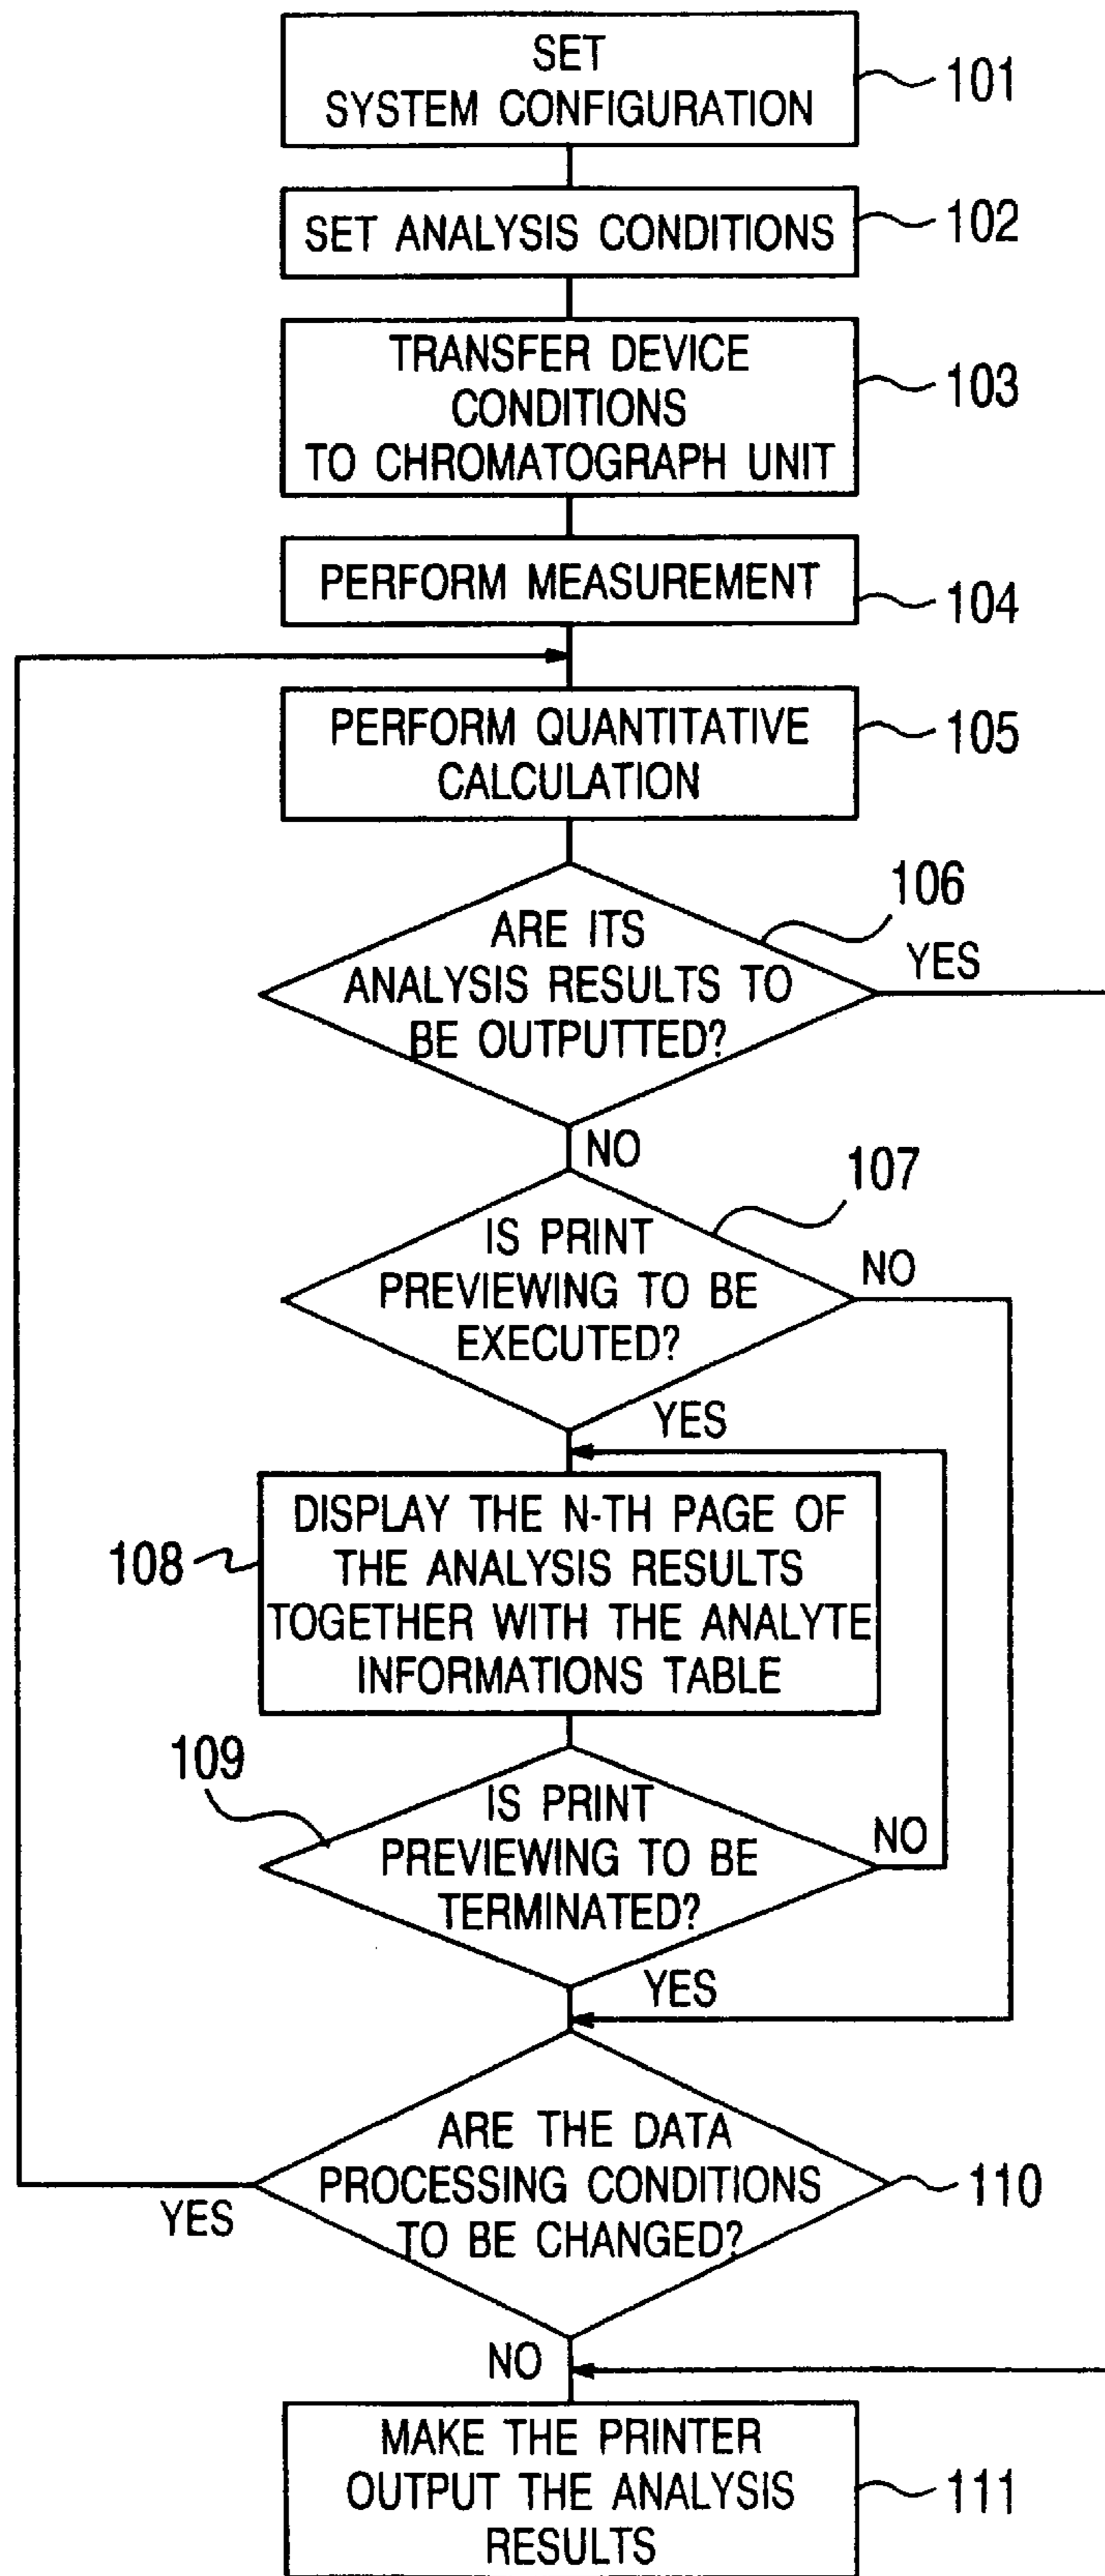 SET
SYSTEM CONFIGURATION
101
SET ANALYSIS CONDITIONS
102
TRANSFER DEVICE
CONDITIONS
TO CHROMATOGRAPH UNIT
103
PERFORM MEASUREMENT
104
PERFORM QUANTITATIVE
CALCULATION
105
106
ARE ITS
ANALYSIS RESULTS TO
BE OUTPUTTED?
YES
NO
107
IS PRINT
PREVIEWING TO BE
EXECUTED?
NO
YES
DISPLAY THE N-TH PAGE OF
THE ANALYSIS RESULTS
TOGETHER WITH THE ANALYTE
INFORMATIONS TABLE
108
109
IS PRINT
PREVIEWING TO BE
TERMINATED?
NO
YES
ARE THE DATA
PROCESSING CONDITIONS
TO BE CHANGED?
110
YES
NO
MAKE THE PRINTER
OUTPUT THE ANALYSIS
RESULTS
111